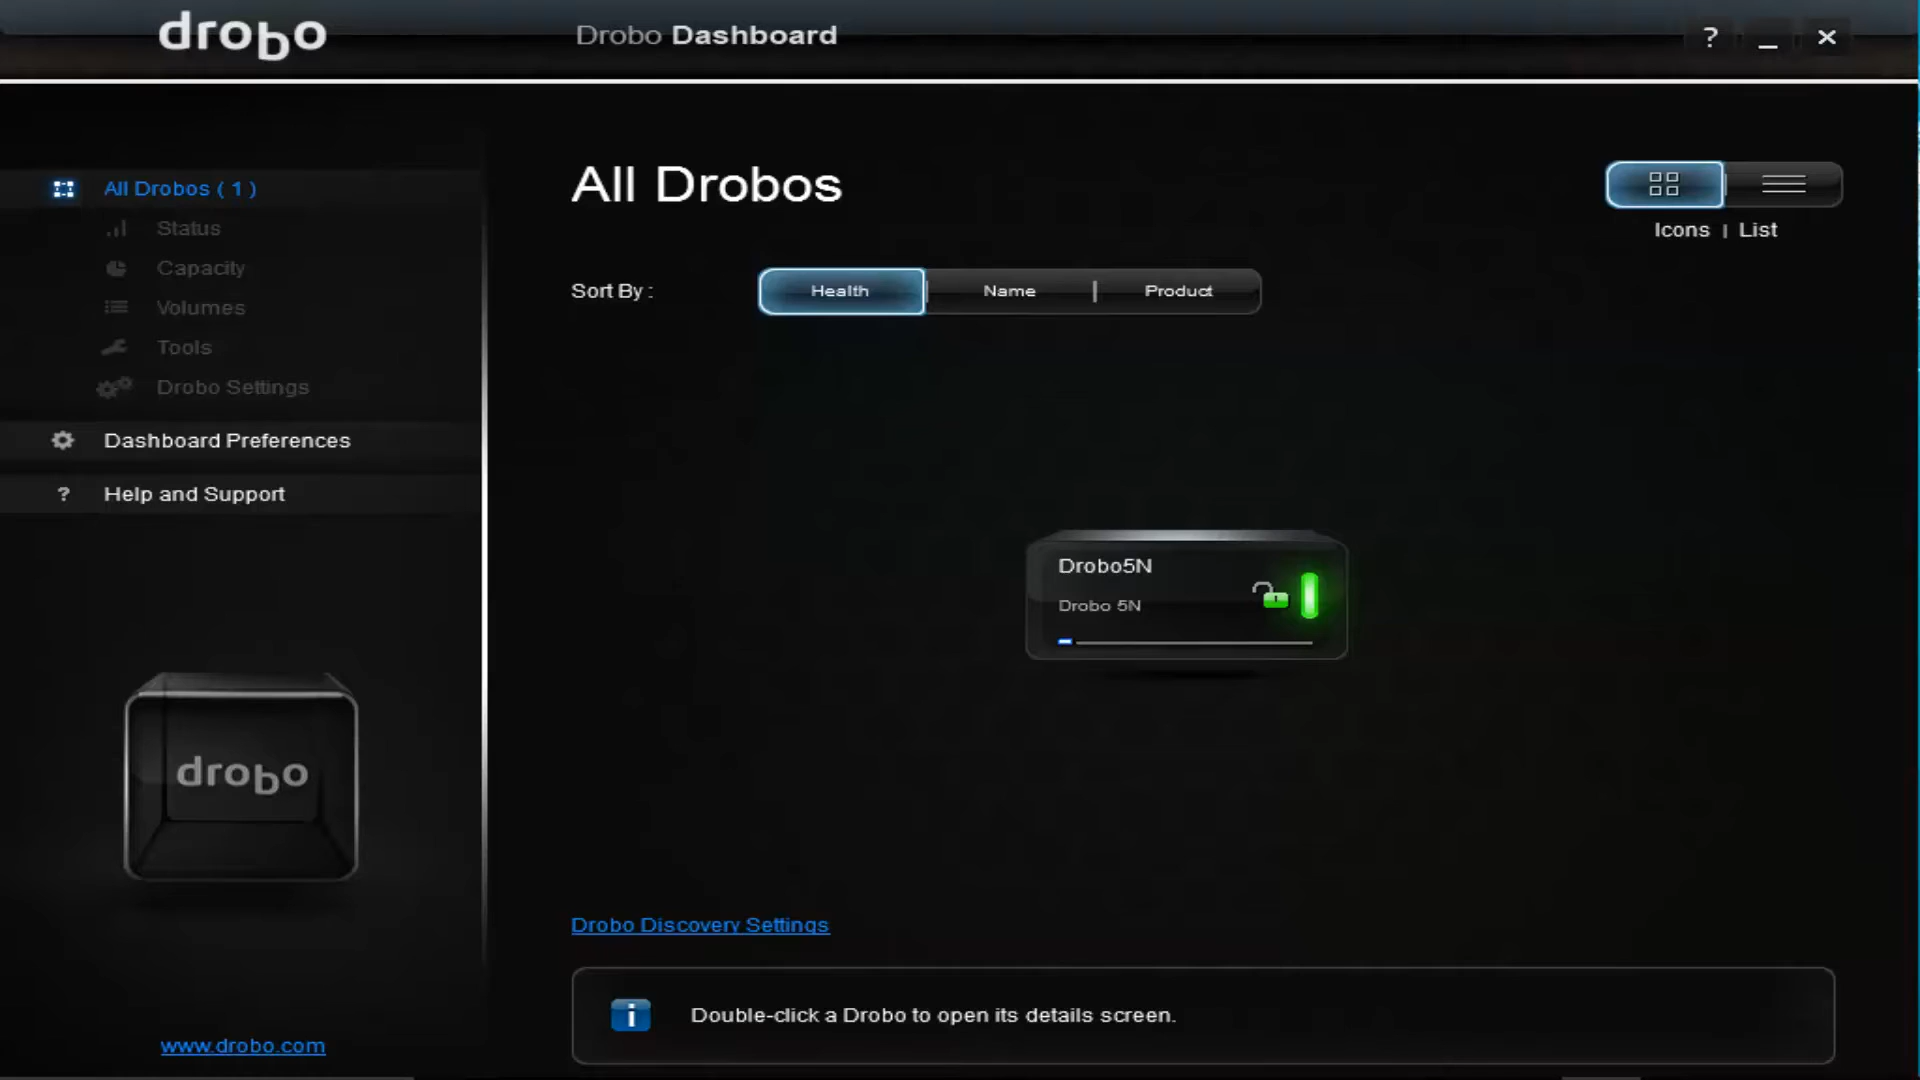 drobo
Drobo Dashboard
?
All Drobos ( 1 )
Status
Capacity
Volumes
Tools
Drobo Settings
Dashboard Preferences
? Help and Support
drobo
www.drobo.com
All Drobos
Icons | List
Sort By :
Health
Name
Product
Drobo5N
Drobo 5N
Drobo Discovery Settings
i Double-click a Drobo to open its details screen.